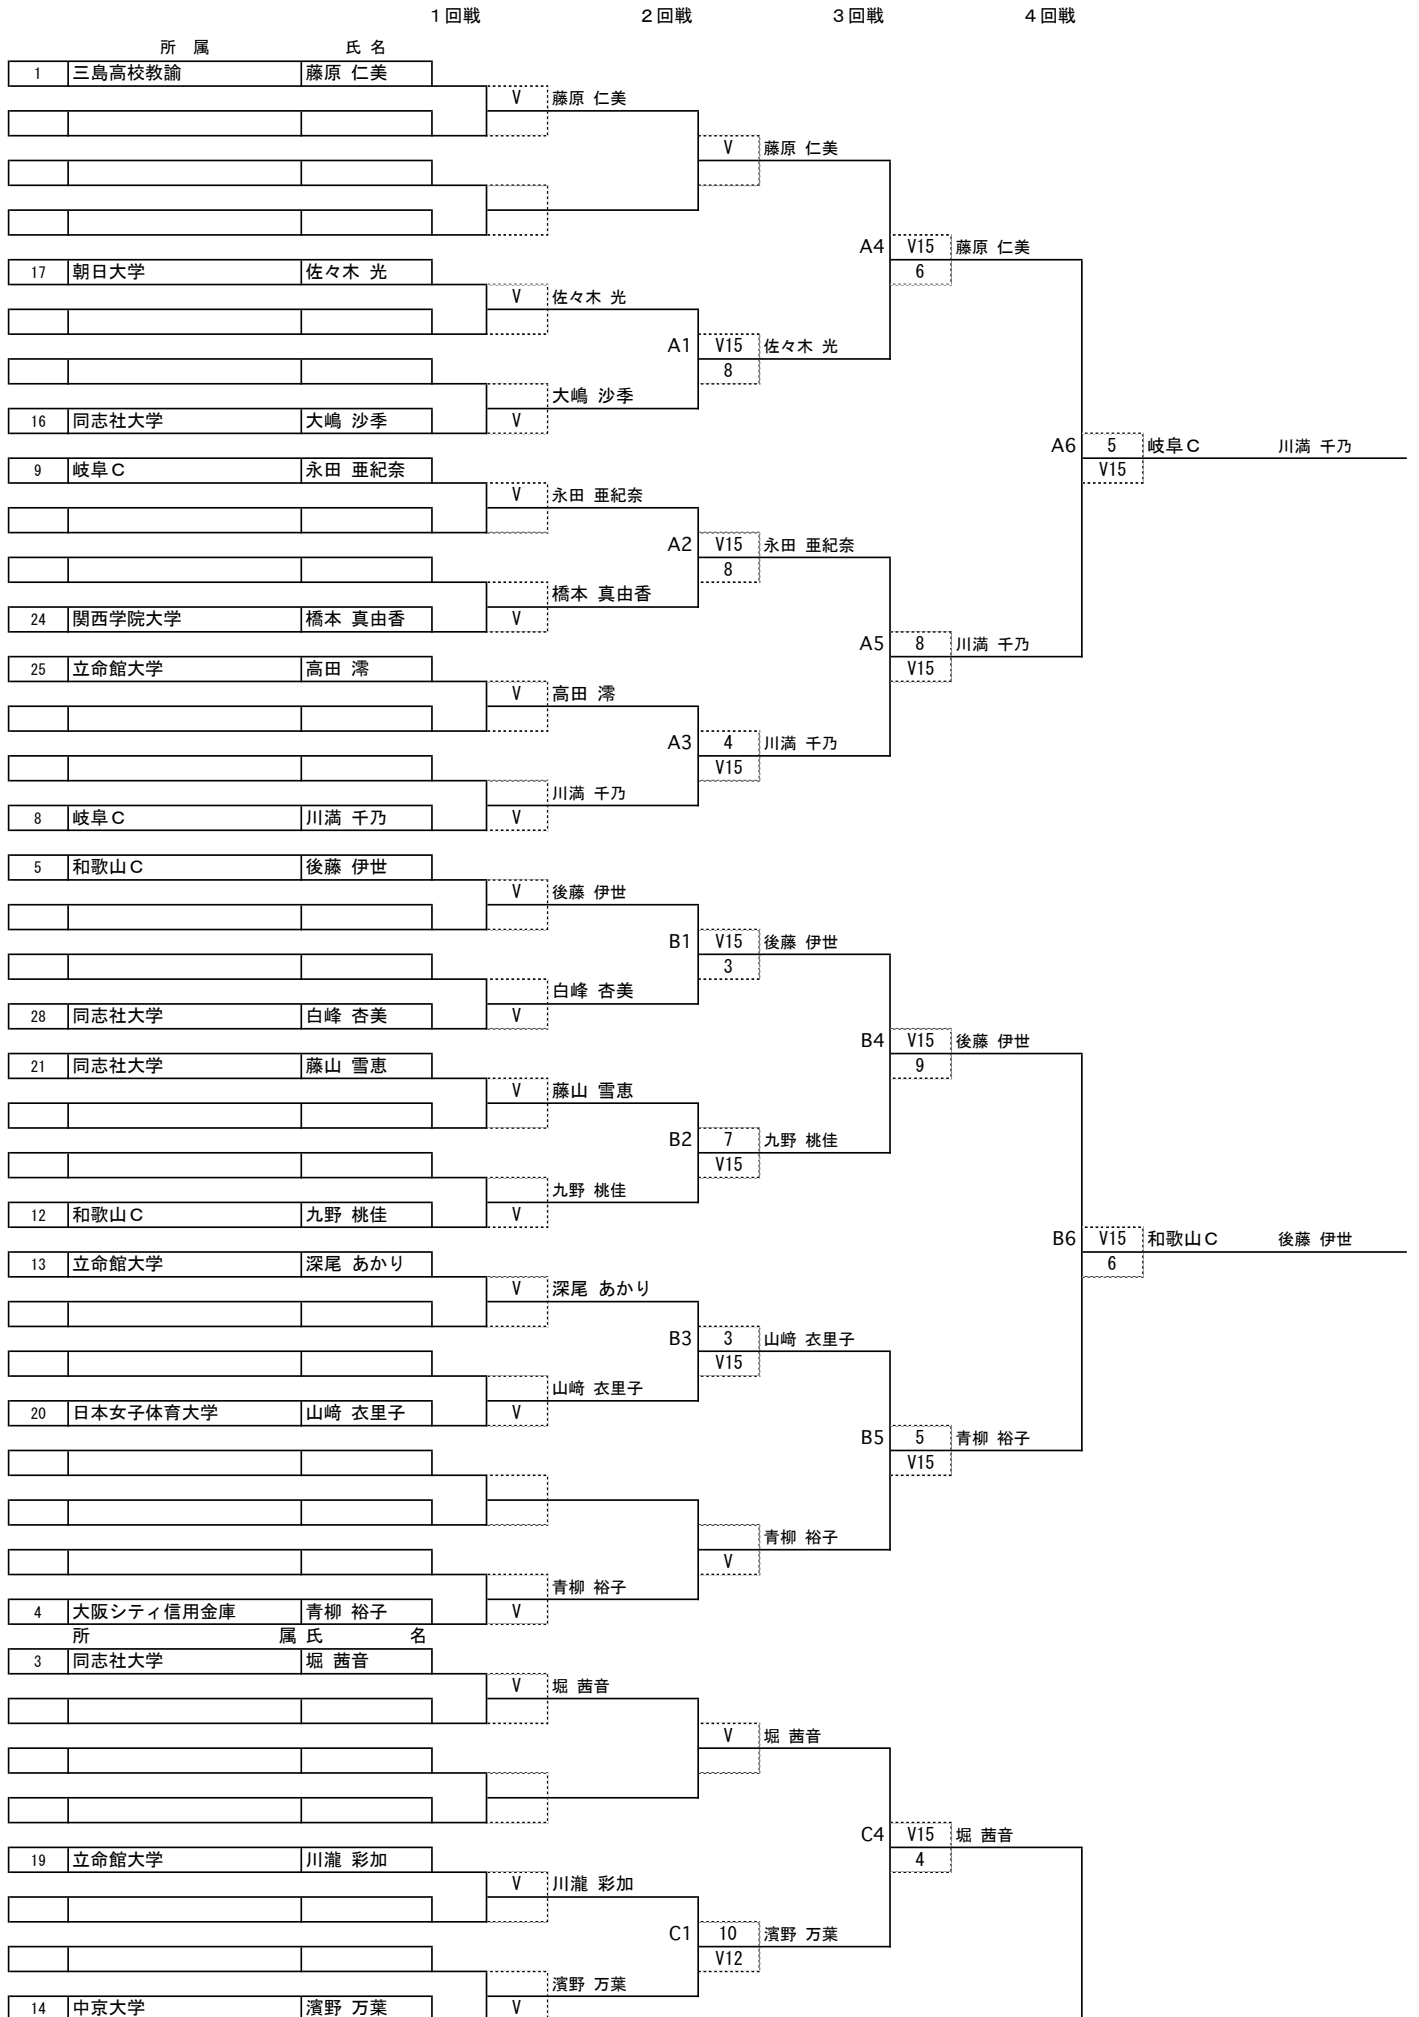 １回戦 ２回戦 ３回戦 ４回戦
所 属 氏 名
1 三島高校教諭 藤原 仁美
V 藤原 仁美
V 藤原 仁美
A4 V15 藤原 仁美
6
17 朝日大学 佐々木 光
V 佐々木 光
A1 V15 佐々木 光
8
大嶋 沙季
16 同志社大学 大嶋 沙季 V
A6 5 岐阜Ｃ 川満 千乃
V15
9 岐阜Ｃ 永田 亜紀奈
V 永田 亜紀奈
A2 V15 永田 亜紀奈
8
橋本 真由香
24 関西学院大学 橋本 真由香 V
A5 8 川満 千乃
V15
25 立命館大学 高田 澪
V 高田 澪
A3 4 川満 千乃
V15
川満 千乃
8 岐阜Ｃ 川満 千乃 V
5 和歌山Ｃ 後藤 伊世
V 後藤 伊世
B1 V15 後藤 伊世
3
白峰 杏美
28 同志社大学 白峰 杏美 V
B4 V15 後藤 伊世
9
21 同志社大学 藤山 雪恵
V 藤山 雪恵
B2 7 九野 桃佳
V15
九野 桃佳
12 和歌山Ｃ 九野 桃佳 V
B6 V15 和歌山Ｃ 後藤 伊世
6
13 立命館大学 深尾 あかり
V 深尾 あかり
B3 3 山﨑 衣里子
V15
山﨑 衣里子
20 日本女子体育大学 山﨑 衣里子 V
B5 5 青柳 裕子
V15
青柳 裕子
V
青柳 裕子
4 大阪シティ信用金庫 青柳 裕子 V
所 属 氏 名
3 同志社大学 堀 茜音
V 堀 茜音
V 堀 茜音
C4 V15 堀 茜音
4
19 立命館大学 川瀧 彩加
V 川瀧 彩加
C1 10 濱野 万葉
V12
濱野 万葉
14 中京大学 濱野 万葉 V